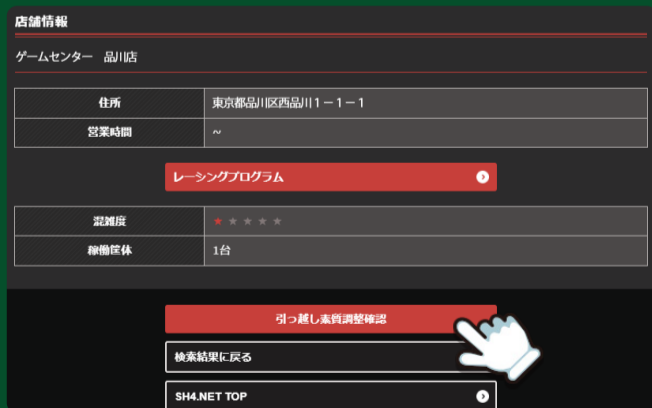 店舗情報
ゲームセンター 品川店
住所 東京都品川区西品川1-1-1
営業時間 ~
レーシングプログラム
混雑度 ★★★★★
稼働筐体 1台
引っ越し素質調整確認
検索結果に戻る
SH4.NET TOP